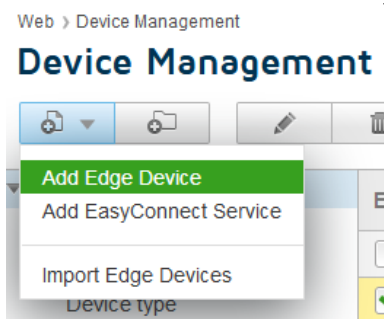 Web > Device Management
Device Management
Add Edge Device
Add EasyConnect Service
Import Edge Devices
Device type